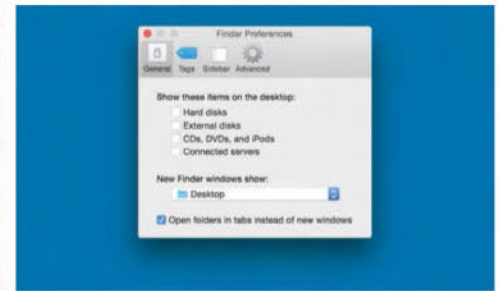 Finder Preferences
General Tags Sidebar Advanced
Show these items on the desktop:
Hard disks
External disks
CDs, DVDs, and iPods
Connected servers
New Finder windows show:
Desktop
Open folders in tabs instead of new windows